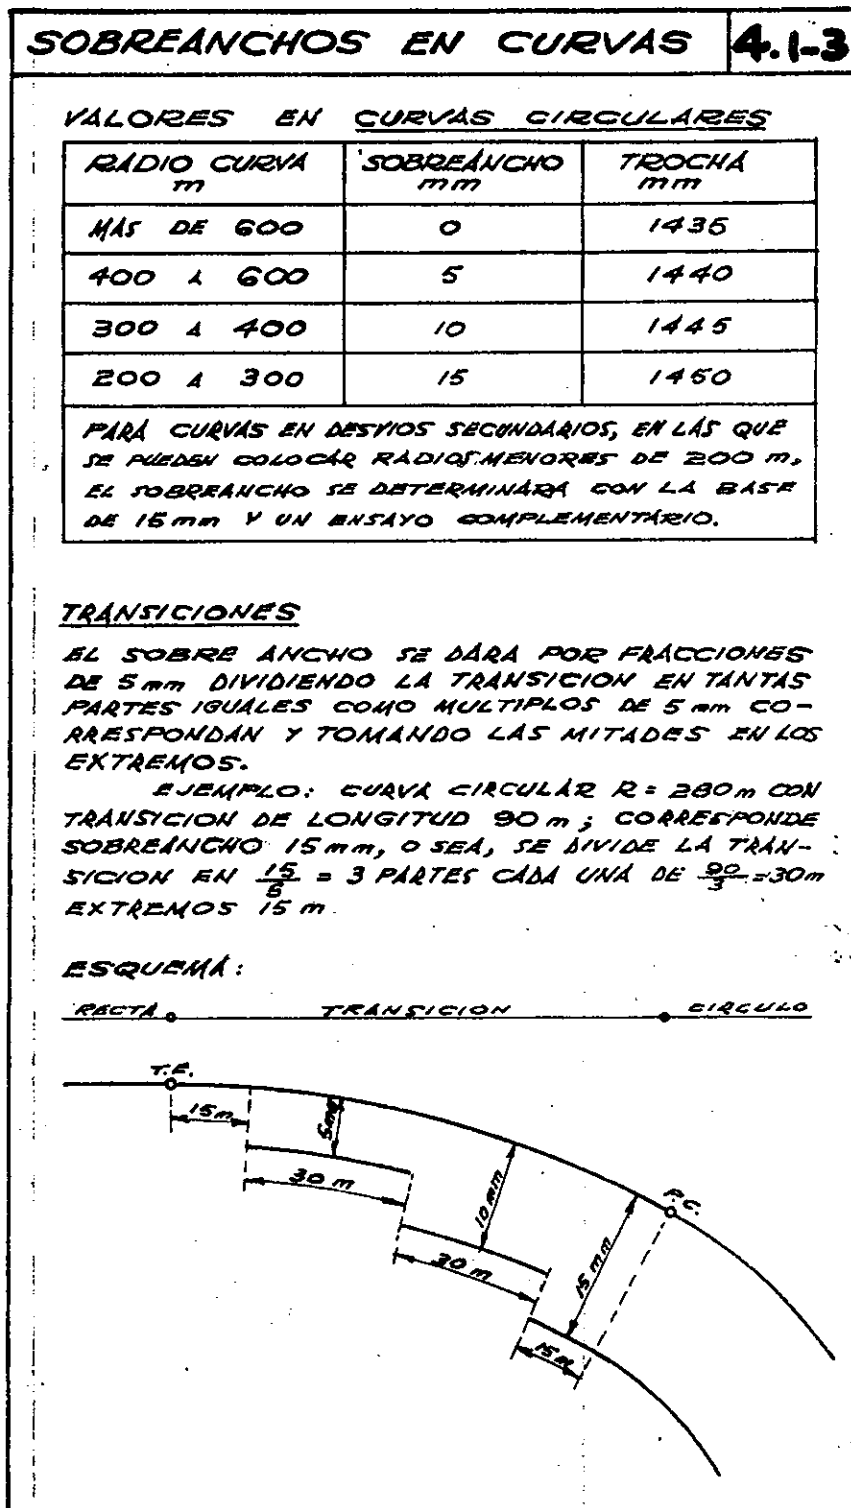 SOBREANCHOS EN CURVAS 4.1-3
VALORES EN CURVAS CIRCULARES
RADIO CURVA m SOBREANCHO mm TROCHA mm
MAS DE 600 0 1435
400 A 600 5 1440
300 A 400 10 1445
200 A 300 15 1450
PARA CURVAS EN DESVIOS SECUNDARIOS, EN LAS QUE
SE PUEDEN COLOCAR RADIOS MENORES DE 200 m,
EL SOBREANCHO SE DETERMINARA CON LA BASE
DE 15 mm Y UN ENSAYO COMPLEMENTARIO.
TRANSICIONES
EL SOBRE ANCHO SE DARA POR FRACCIONES
DE 5 mm DIVIDIENDO LA TRANSICION EN TANTAS
PARTES IGUALES COMO MULTIPLOS DE 5 mm CO-
RRESPONDAN Y TOMANDO LAS MITADES EN LOS
EXTREMOS.
EJEMPLO: CURVA CIRCULAR R = 280 m CON
TRANSICION DE LONGITUD 90 m; CORRESPONDE
SOBREANCHO 15 mm, O SEA, SE DIVIDE LA TRAN-
SICION EN 15/5 = 3 PARTES CADA UNA DE 90/3 = 30 m
EXTREMOS 15 m
ESQUEMA:
RECTA TRANSICION CIRCULO
T.E.
15 m
5 mm
30 m
10 mm
P.C.
30 m
15 mm
15 m